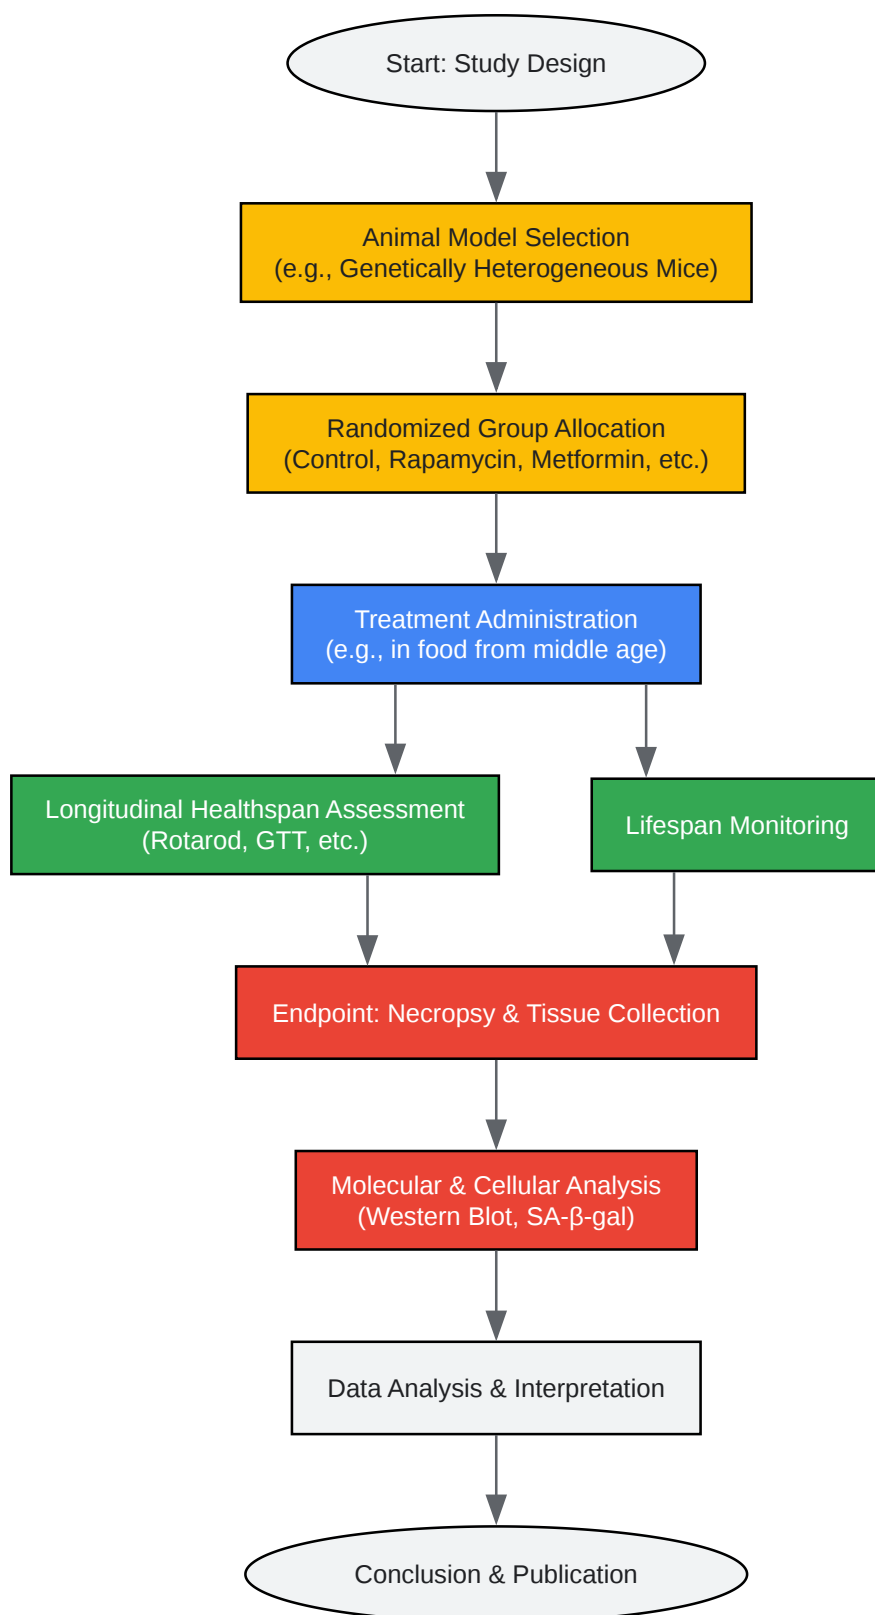 Start: Study Design
Animal Model Selection
(e.g., Genetically Heterogeneous Mice)
Randomized Group Allocation
(Control, Rapamycin, Metformin, etc.)
Treatment Administration
(e.g., in food from middle age)
Longitudinal Healthspan Assessment
(Rotarod, GTT, etc.)
Lifespan Monitoring
Endpoint: Necropsy & Tissue Collection
Molecular & Cellular Analysis
(Western Blot, SA-β-gal)
Data Analysis & Interpretation
Conclusion & Publication